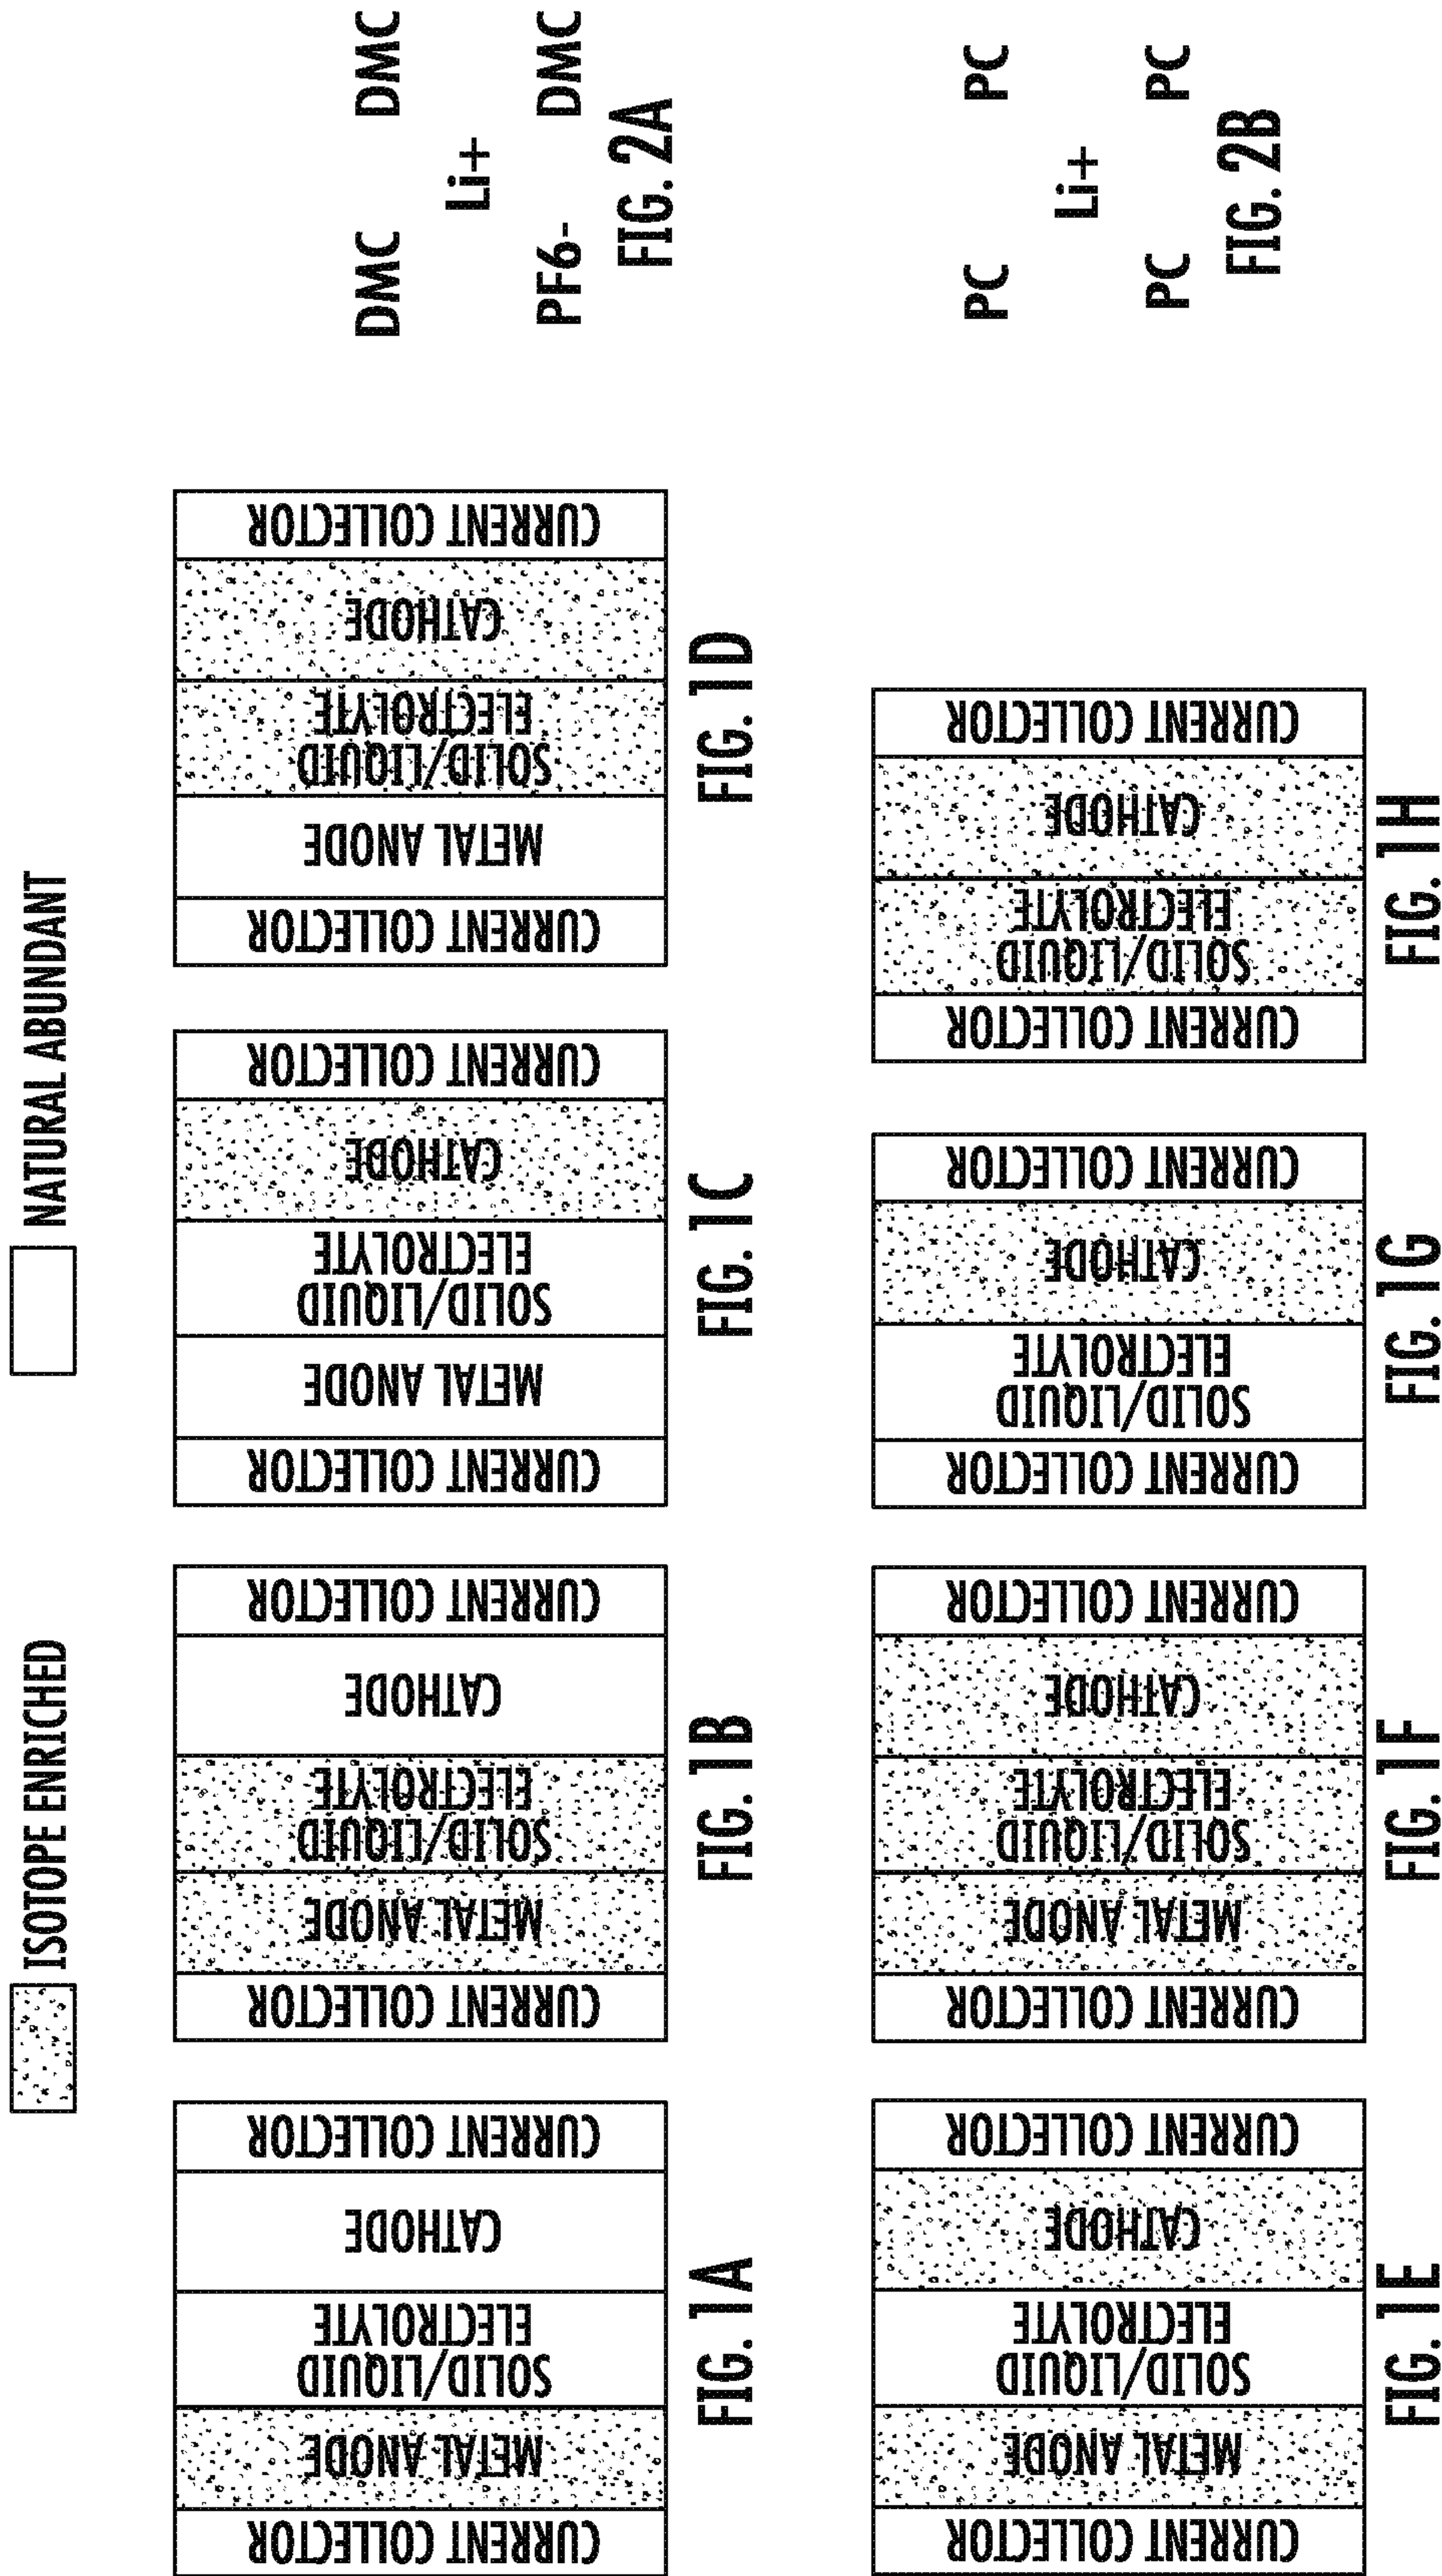 ISOTOPE ENRICHED
NATURAL ABUNDANT
CURRENT COLLECTOR
METAL ANODE
SOLID/LIQUID
ELECTROLYTE
CATHODE
CURRENT COLLECTOR
FIG. 1A
CURRENT COLLECTOR
METAL ANODE
SOLID/LIQUID
ELECTROLYTE
CATHODE
CURRENT COLLECTOR
FIG. 1B
CURRENT COLLECTOR
METAL ANODE
SOLID/LIQUID
ELECTROLYTE
CATHODE
CURRENT COLLECTOR
FIG. 1C
CURRENT COLLECTOR
METAL ANODE
SOLID/LIQUID
ELECTROLYTE
CATHODE
CURRENT COLLECTOR
FIG. 1D
DMC DMC
Li+
PF6- DMC
FIG. 2A
CURRENT COLLECTOR
METAL ANODE
SOLID/LIQUID
ELECTROLYTE
CATHODE
CURRENT COLLECTOR
FIG. 1E
CURRENT COLLECTOR
METAL ANODE
SOLID/LIQUID
ELECTROLYTE
CATHODE
CURRENT COLLECTOR
FIG. 1F
CURRENT COLLECTOR
SOLID/LIQUID
ELECTROLYTE
CATHODE
CURRENT COLLECTOR
FIG. 1G
CURRENT COLLECTOR
SOLID/LIQUID
ELECTROLYTE
CATHODE
CURRENT COLLECTOR
FIG. 1H
PC PC
Li+
PC PC
FIG. 2B